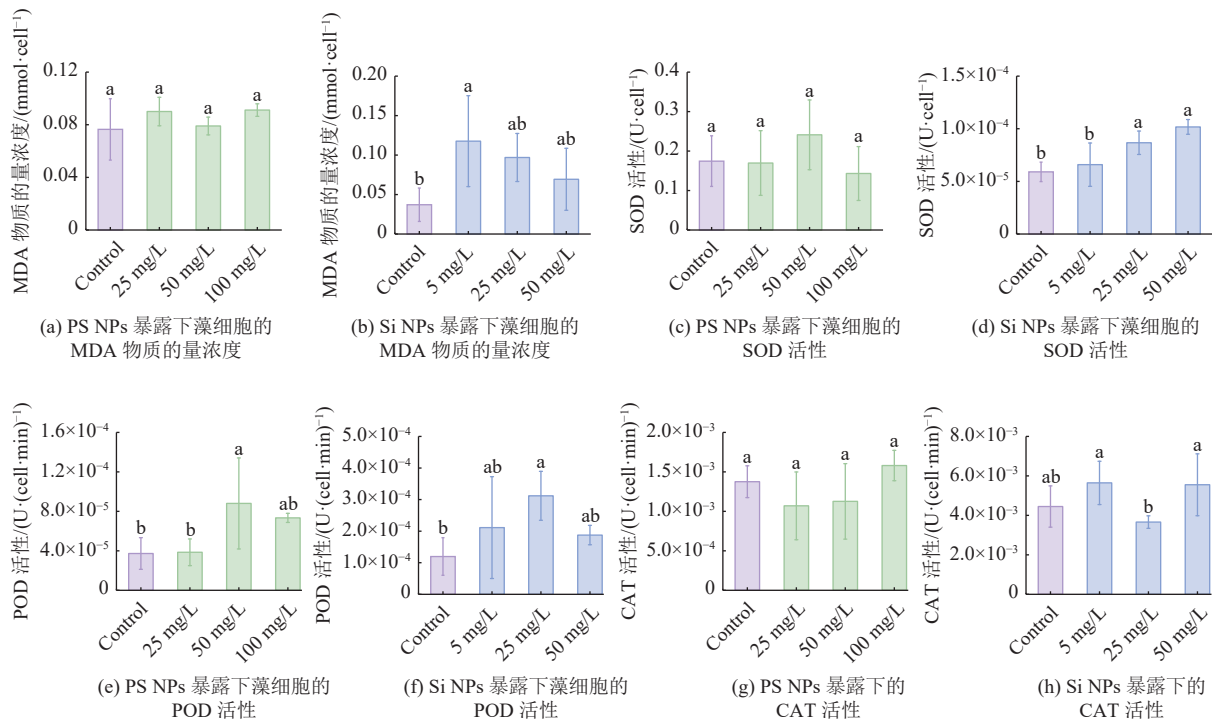 MDA 物质的量浓度/(mmol·cell⁻¹)
0.12
0.08
0.04
0
a
a
a
a
Control
25 mg/L
50 mg/L
100 mg/L
(a) PS NPs 暴露下藻细胞的
MDA 物质的量浓度
MDA 物质的量浓度/(mmol·cell⁻¹)
0.20
0.15
0.10
0.05
0
b
a
ab
ab
Control
5 mg/L
25 mg/L
50 mg/L
(b) Si NPs 暴露下藻细胞的
MDA 物质的量浓度
SOD 活性/(U·cell⁻¹)
0.4
0.3
0.2
0.1
0
a
a
a
a
Control
25 mg/L
50 mg/L
100 mg/L
(c) PS NPs 暴露下藻细胞的
SOD 活性
SOD 活性/(U·cell⁻¹)
1.5×10⁻⁴
1.0×10⁻⁴
5.0×10⁻⁵
0
b
b
a
a
Control
5 mg/L
25 mg/L
50 mg/L
(d) Si NPs 暴露下藻细胞的
SOD 活性
POD 活性/(U·(cell·min)⁻¹)
1.6×10⁻⁴
1.2×10⁻⁴
8.0×10⁻⁵
4.0×10⁻⁵
0
b
b
a
ab
Control
25 mg/L
50 mg/L
100 mg/L
(e) PS NPs 暴露下藻细胞的
POD 活性
POD 活性/(U·(cell·min)⁻¹)
5.0×10⁻⁴
4.0×10⁻⁴
3.0×10⁻⁴
2.0×10⁻⁴
1.0×10⁻⁴
0
b
ab
a
ab
Control
5 mg/L
25 mg/L
50 mg/L
(f) Si NPs 暴露下藻细胞的
POD 活性
CAT 活性/(U·(cell·min)⁻¹)
2.0×10⁻³
1.5×10⁻³
1.0×10⁻³
5.0×10⁻⁴
0
a
a
a
a
Control
25 mg/L
50 mg/L
100 mg/L
(g) PS NPs 暴露下的
CAT 活性
CAT 活性/(U·(cell·min)⁻¹)
8.0×10⁻³
6.0×10⁻³
4.0×10⁻³
2.0×10⁻³
0
ab
a
b
a
Control
5 mg/L
25 mg/L
50 mg/L
(h) Si NPs 暴露下的
CAT 活性